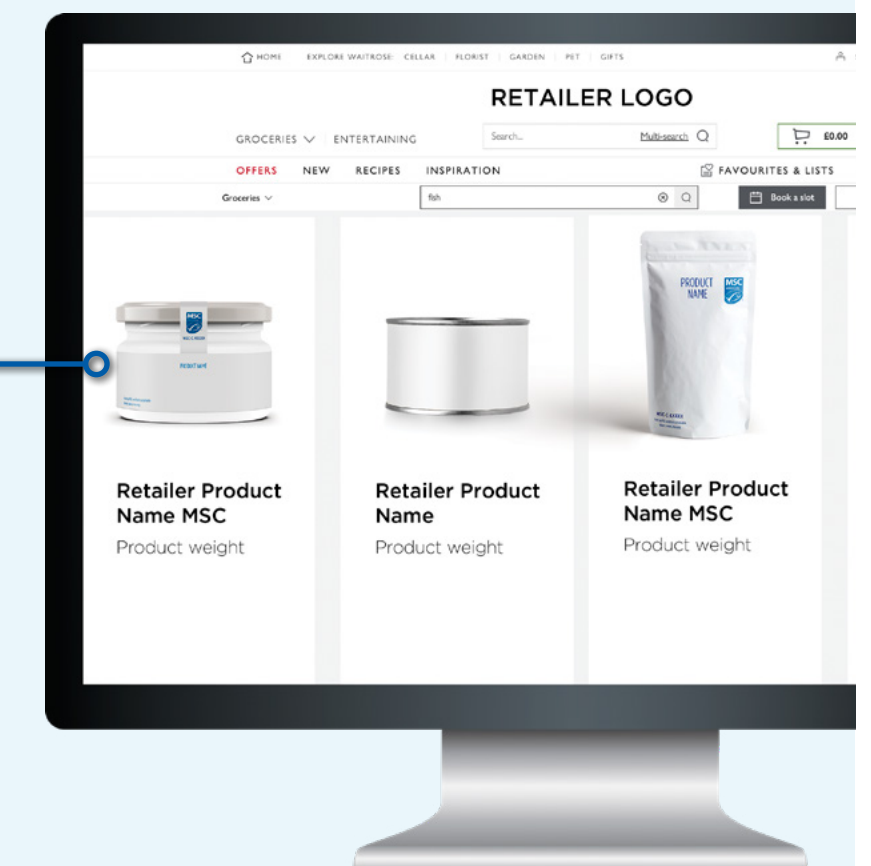 HOME EXPLORE WAITROSE: CELLAR FLORIST GARDEN PET GIFTS
RETAILER LOGO
GROCERIES ENTERTAINING Search... Multi-search £0.00
OFFERS NEW RECIPES INSPIRATION FAVOURITES & LISTS
Groceries fish Book a slot
MSC
PRODUCT
NAME
MSC
Retailer Product
Name MSC
Product weight
Retailer Product
Name
Product weight
Retailer Product
Name MSC
Product weight